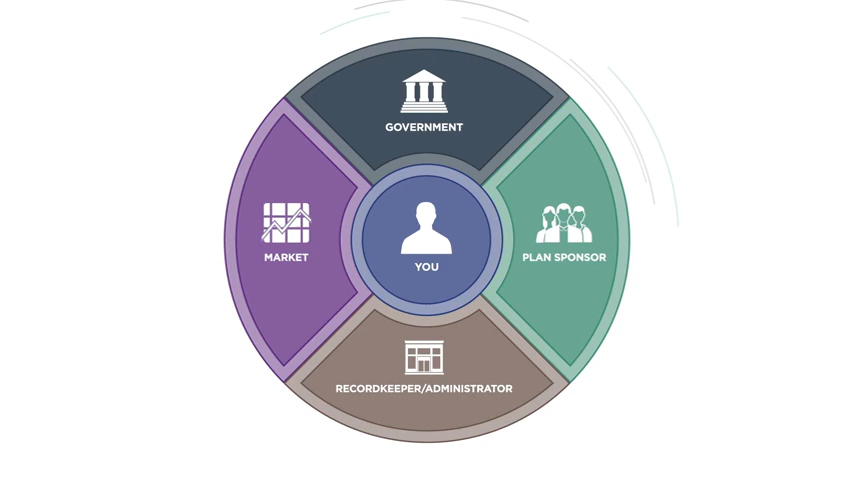 GOVERNMENT
MARKET
YOU
PLAN SPONSOR
RECORDKEEPER/ADMINISTRATOR